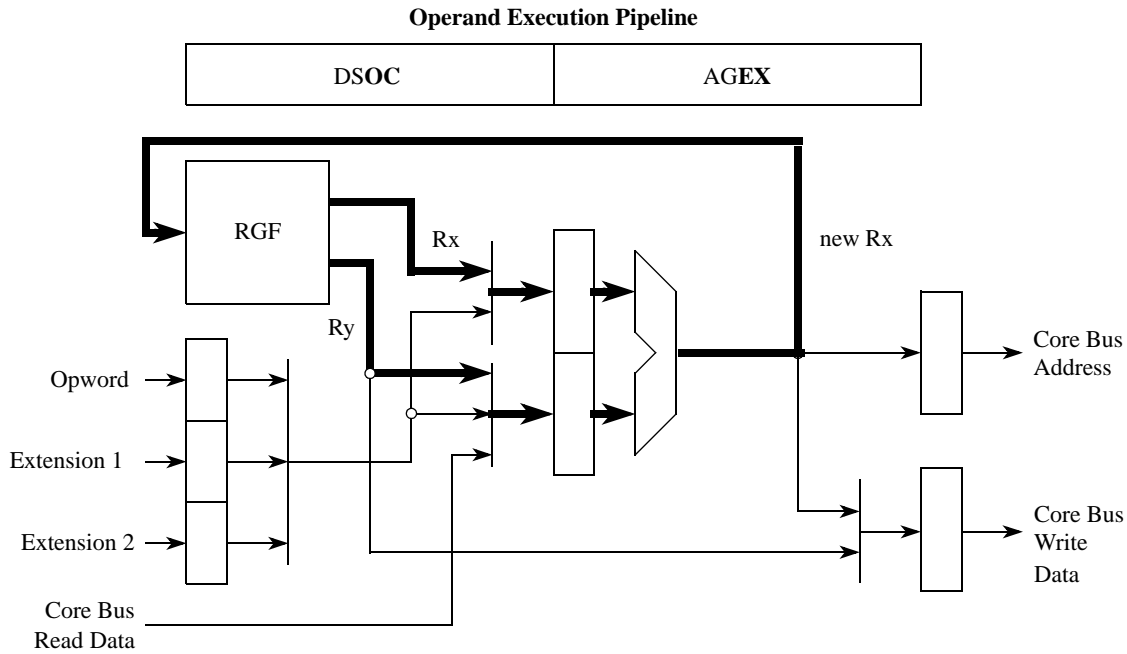 Operand Execution Pipeline
DSOC
AGEX
RGF
Rx
new Rx
Ry
Opword
Extension 1
Extension 2
Core Bus
Read Data
Core Bus
Address
Core Bus
Write
Data